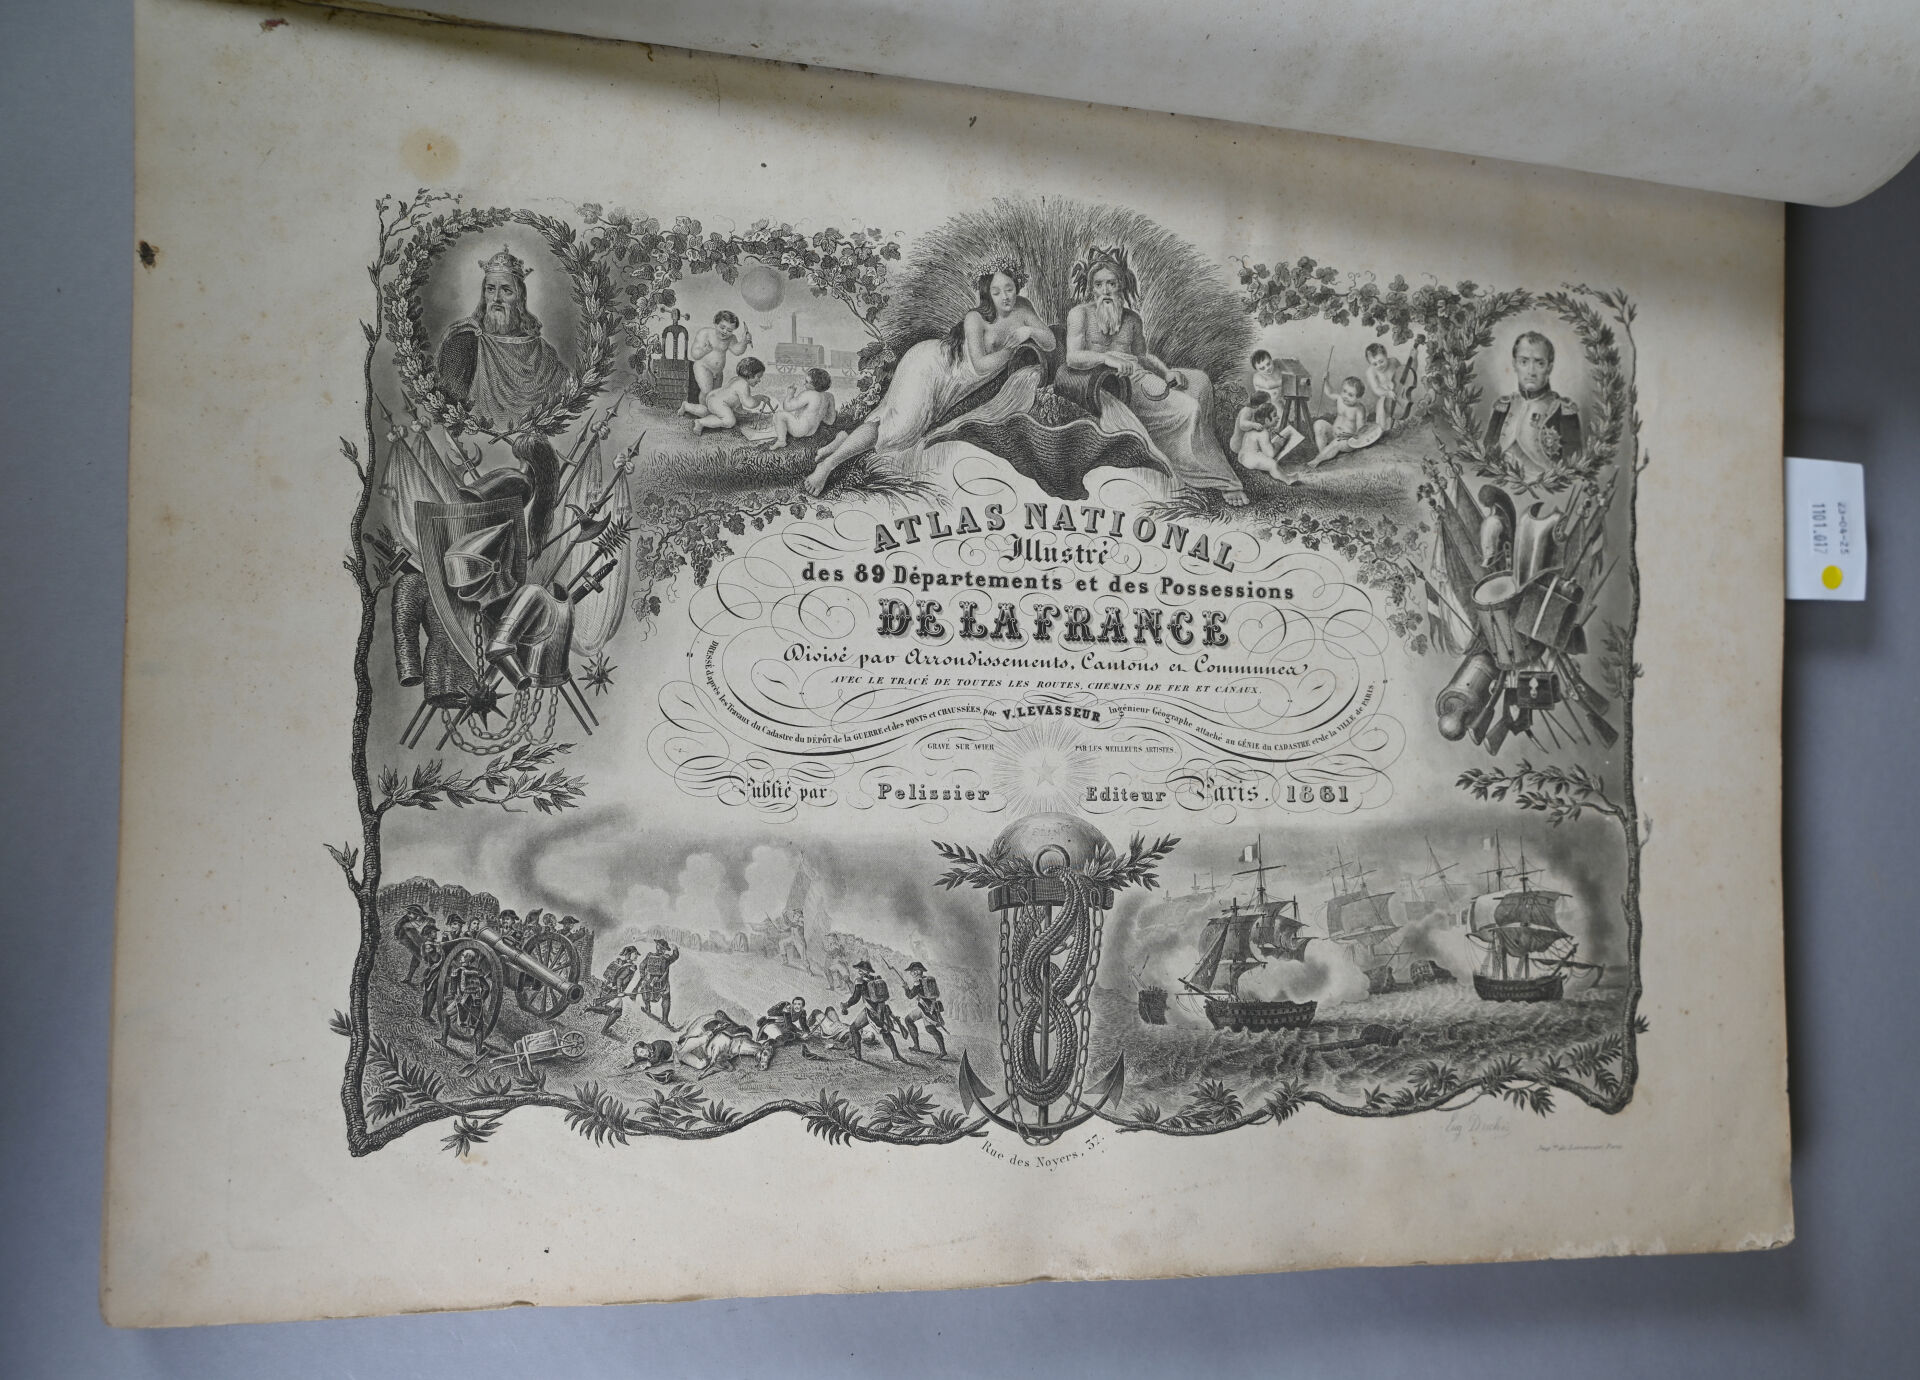 ATLAS NATIONAL
Illustré
des 89 Départements et des Possessions
DE LA FRANCE
Divisé par Arrondissements, Cantons et Communes
AVEC LE TRACÉ DE TOUTES LES ROUTES, CHEMINS DE FER ET CANAUX.
DRESSÉ d'après les Travaux du Cadastre du DÉPÔT de la GUERRE et des PONTS et CHAUSSÉES, par V. LEVASSEUR Ingénieur Géographe attaché au GÉNIE du CADASTRE et de la VILLE de PARIS.
GRAVÉ SUR ACIER PAR LES MEILLEURS ARTISTES
Publié par Pelissier Editeur Paris. 1861
Rue des Noyers, 37.
23-04-25
1101.017